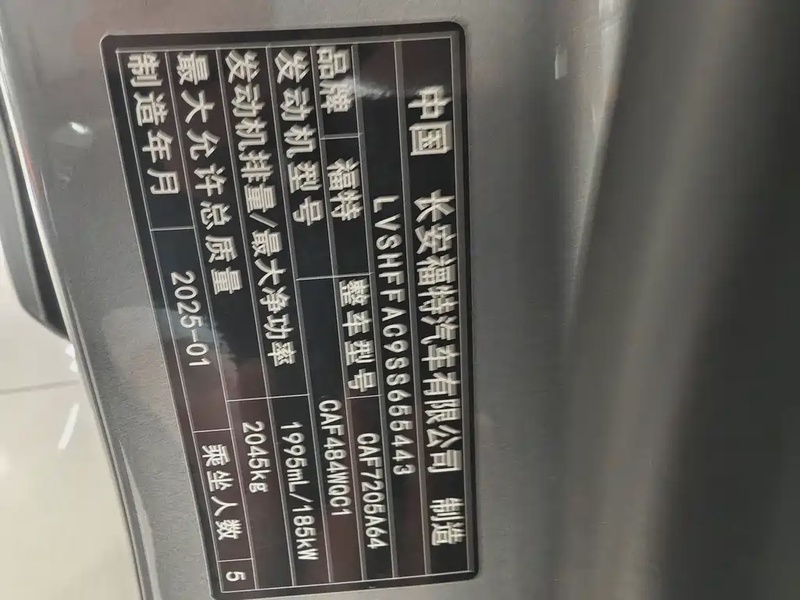 中国 长安福特汽车有限公司 制造
LVSHFFAC9SS655443
品牌 福特 整车型号 CAF7205A64
发动机型号 CAF484WQC1
发动机排量/最大净功率 1995mL/185kW
最大允许总质量 2045kg
制造年月 2025-01 乘坐人数 5